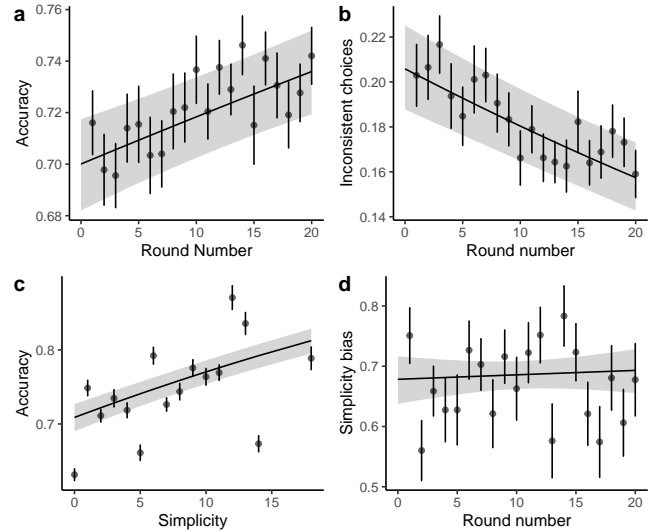 a
Accuracy
0.76
0.74
0.72
0.70
0.68
0
5
10
15
20
Round Number
b
Inconsistent choices
0.22
0.20
0.18
0.16
0.14
0
5
10
15
20
Round number
c
Accuracy
0.8
0.7
0
5
10
15
Simplicity
d
Simplicity bias
0.8
0.7
0.6
0.5
0
5
10
15
20
Round number